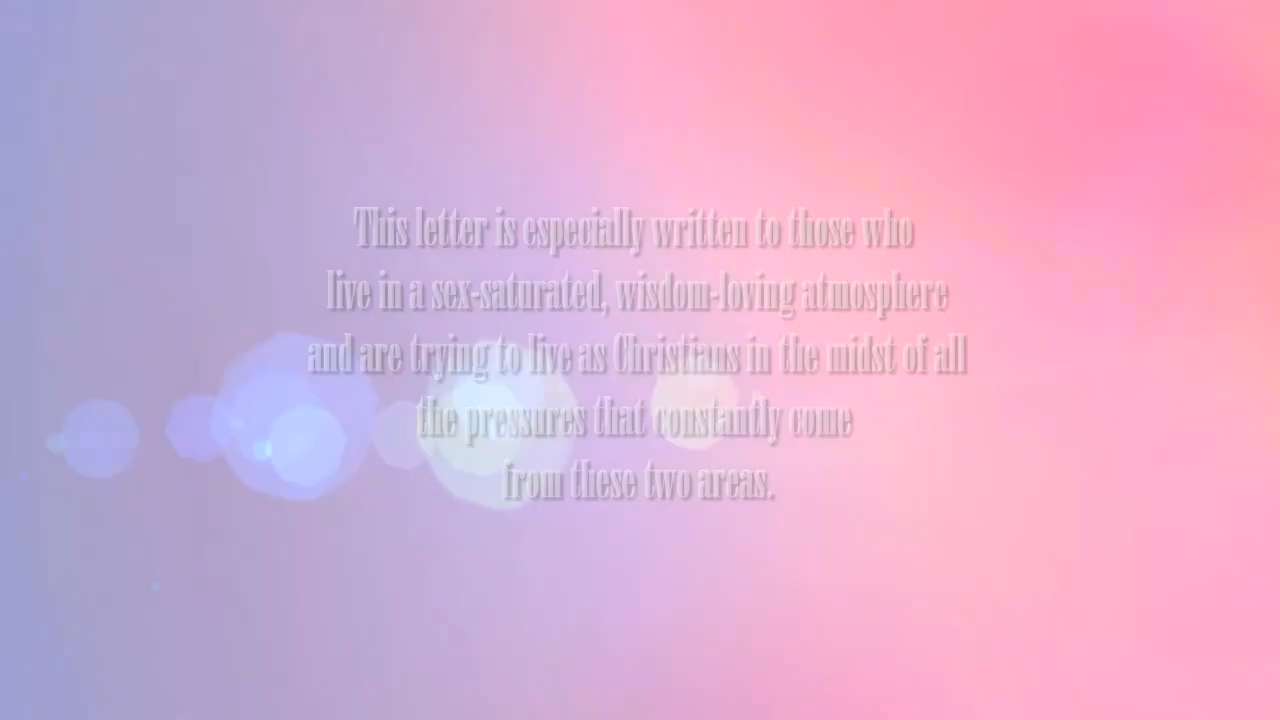 This letter is especially written to those who
live in a sex-saturated, wisdom-loving atmosphere
and are trying to live as Christians in the midst of all
the pressures that constantly come
from these two areas.